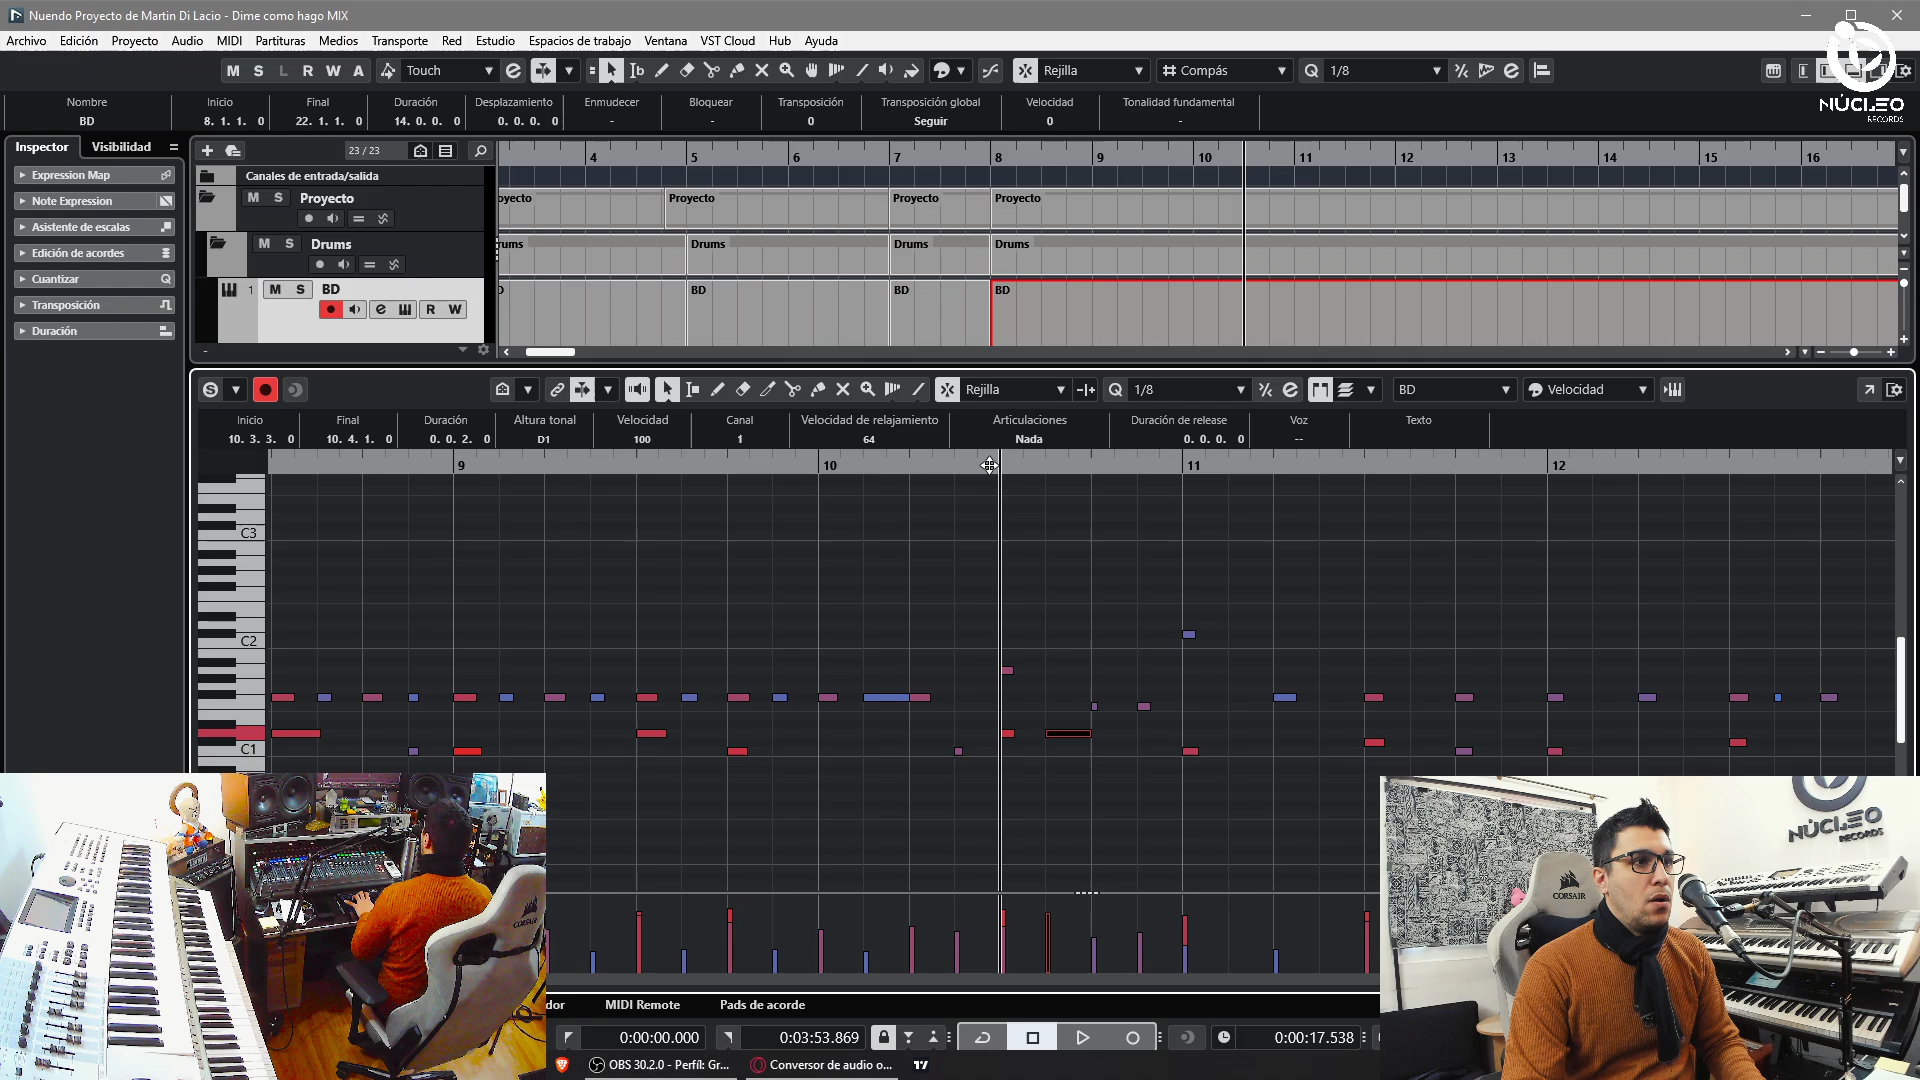 Nuendo Proyecto de Martin Di Lacio - Dime como hago MIX
Archivo Edición Proyecto Audio MIDI Partituras Medios Transporte Red Estudio Espacios de trabajo Ventana VST Cloud Hub Ayuda
M S L R W A Touch Rejilla Compás Q 1/8
NÚCLEO
RECORDS
Nombre Inicio Final Duración Desplazamiento Enmudecer Bloquear Transposición Transposición global Velocidad Tonalidad fundamental
BD 8. 1. 1. 0 22. 1. 1. 0 14. 0. 0. 0 0. 0. 0. 0 - - 0 Seguir 0 -
Inspector Visibilidad
23 / 23
4 5 6 7 8 9 10 11 12 13 14 15 16
Expression Map
Note Expression
Asistente de escalas
Edición de acordes
Cuantizar
Transposición
Duración
Canales de entrada/salida
M S Proyecto
oyecto Proyecto Proyecto Proyecto
M S Drums
rums Drums Drums Drums
1 M S BD
BD BD BD
R W
S Rejilla Q 1/8 BD Velocidad
Inicio Final Duración Altura tonal Velocidad Canal Velocidad de relajamiento Articulaciones Duración de release Voz Texto
10. 3. 3. 0 10. 4. 1. 0 0. 0. 2. 0 D1 100 1 64 Nada 0. 0. 0. 0 --
9 10 11 12
C3
C2
C1
NÚCLEO
RECORDS
CORSAIR
CORSAIR
dor MIDI Remote Pads de acorde
0:00:00.000 0:03:53.869 0:00:17.538
OBS 30.2.0 - Perfil: Gr... Conversor de audio o...